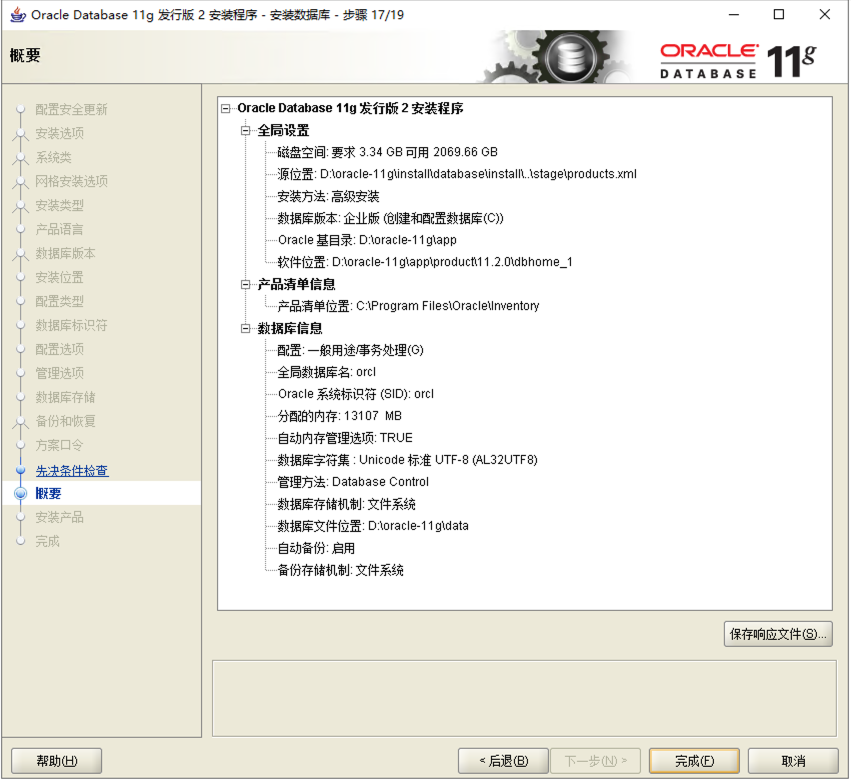 Oracle Database 11g 发行版 2 安装程序 - 安装数据库 - 步骤 17/19
概要
ORACLE
DATABASE
11g
配置安全更新
安装选项
系统类
网格安装选项
安装类型
产品语言
数据库版本
安装位置
配置类型
数据库标识符
配置选项
管理选项
数据库存储
备份和恢复
方案口令
先决条件检查
概要
安装产品
完成
Oracle Database 11g 发行版 2 安装程序
全局设置
磁盘空间: 要求 3.34 GB 可用 2069.66 GB
源位置: D:\oracle-11g\install\database\install\..\stage\products.xml
安装方法: 高级安装
数据库版本: 企业版 (创建和配置数据库(C))
Oracle 基目录: D:\oracle-11g\app
软件位置: D:\oracle-11g\app\product\11.2.0\dbhome_1
产品清单信息
产品清单位置: C:\Program Files\Oracle\Inventory
数据库信息
配置: 一般用途/事务处理(G)
全局数据库名: orcl
Oracle 系统标识符 (SID): orcl
分配的内存: 13107 MB
自动内存管理选项: TRUE
数据库字符集 : Unicode 标准 UTF-8 (AL32UTF8)
管理方法: Database Control
数据库存储机制: 文件系统
数据库文件位置: D:\oracle-11g\data
自动备份: 启用
备份存储机制: 文件系统
保存响应文件(S)...
帮助(H)
< 后退(B)
下一步(N) >
完成(F)
取消